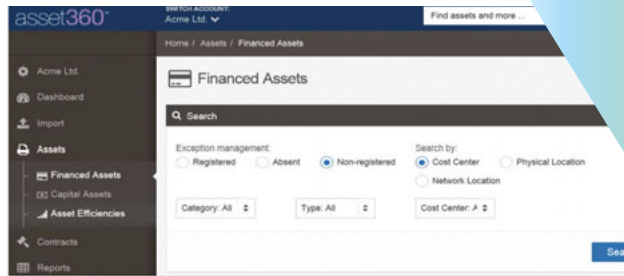 asset360
SWITCH ACCOUNT:
Acme Ltd.
Find assets and more ...
Home / Assets / Financed Assets
Acme Ltd.
Dashboard
Import
Assets
Financed Assets
Capital Assets
Asset Efficiencies
Contracts
Reports
Financed Assets
Search
Exception management:
Registered Absent Non-registered
Search by:
Cost Center Physical Location
Network Location
Category: All
Type: All
Cost Center: A
Sea